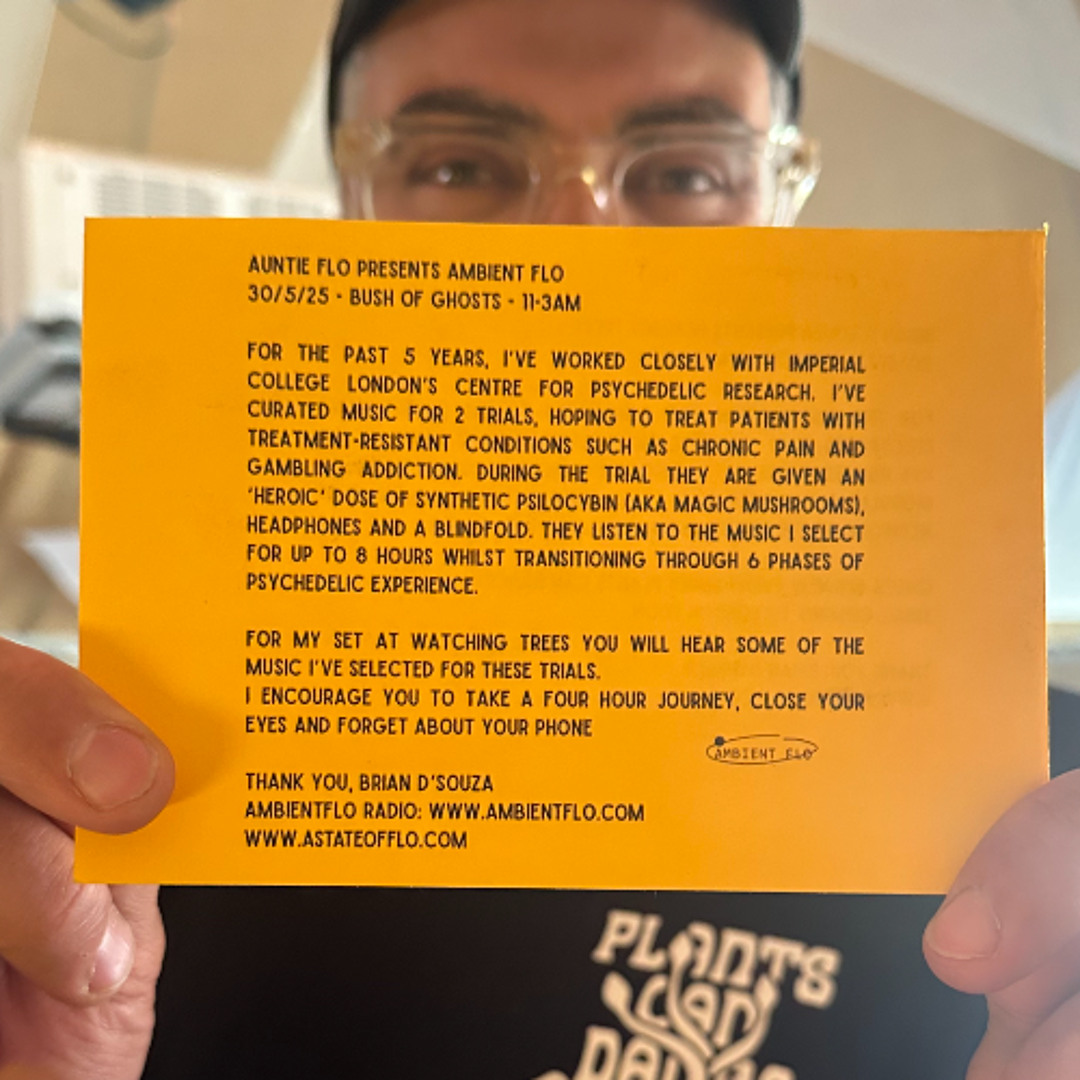 AUNTIE FLO PRESENTS AMBIENT FLO
30/5/25 - BUSH OF GHOSTS - 11-3AM
FOR THE PAST 5 YEARS, I'VE WORKED CLOSELY WITH IMPERIAL
COLLEGE LONDON'S CENTRE FOR PSYCHEDELIC RESEARCH. I'VE
CURATED MUSIC FOR 2 TRIALS, HOPING TO TREAT PATIENTS WITH
TREATMENT-RESISTANT CONDITIONS SUCH AS CHRONIC PAIN AND
GAMBLING ADDICTION. DURING THE TRIAL THEY ARE GIVEN AN
'HEROIC' DOSE OF SYNTHETIC PSILOCYBIN (AKA MAGIC MUSHROOMS),
HEADPHONES AND A BLINDFOLD. THEY LISTEN TO THE MUSIC I SELECT
FOR UP TO 8 HOURS WHILST TRANSITIONING THROUGH 6 PHASES OF
PSYCHEDELIC EXPERIENCE.
FOR MY SET AT WATCHING TREES YOU WILL HEAR SOME OF THE
MUSIC I'VE SELECTED FOR THESE TRIALS.
I ENCOURAGE YOU TO TAKE A FOUR HOUR JOURNEY, CLOSE YOUR
EYES AND FORGET ABOUT YOUR PHONE
AMBIENT FLO
THANK YOU, BRIAN D'SOUZA
AMBIENTFLO RADIO: WWW.AMBIENTFLO.COM
WWW.ASTATEOFFLO.COM
PLANTS
CAN